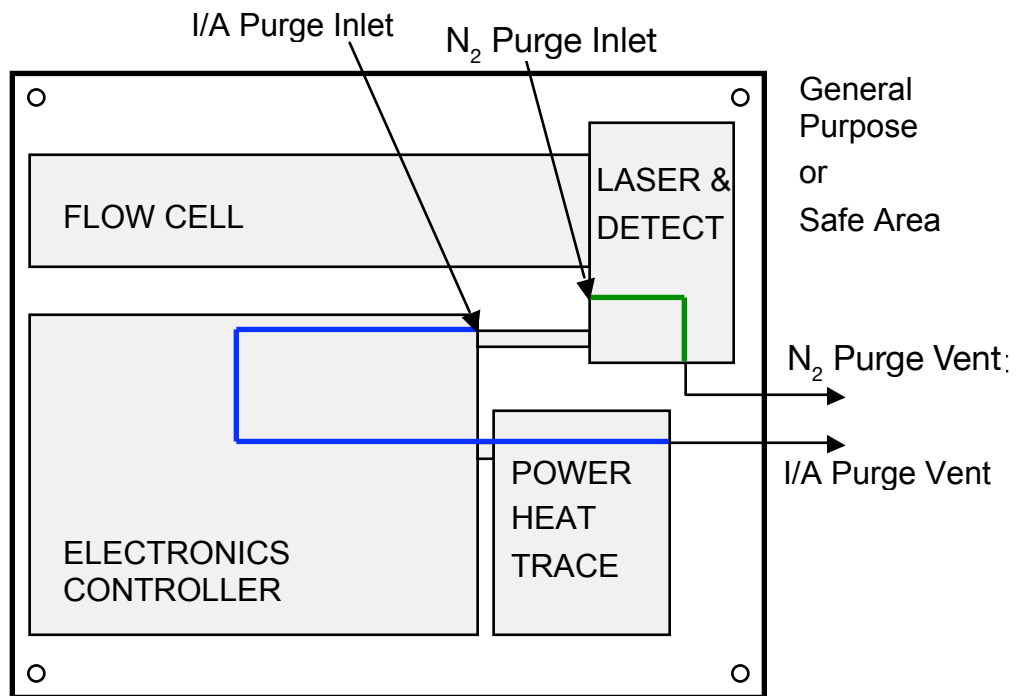 I/A Purge Inlet
N₂ Purge Inlet
General
Purpose
or
Safe Area
LASER &
DETECT
FLOW CELL
N₂ Purge Vent:
I/A Purge Vent
POWER
HEAT
TRACE
ELECTRONICS
CONTROLLER